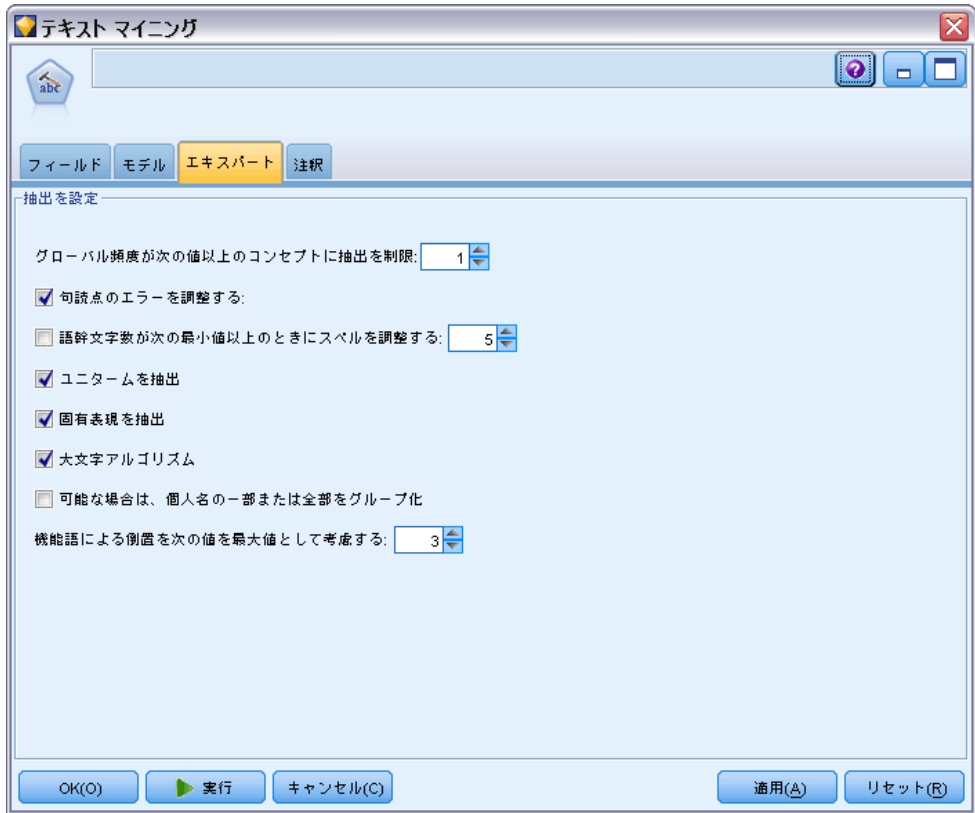 テキスト マイニング
abc
フィールド モデル エキスパート 注釈
抽出を設定
グローバル頻度が次の値以上のコンセプトに抽出を制限: 1
句読点のエラーを調整する:
語幹文字数が次の最小値以上のときにスペルを調整する: 5
ユニタームを抽出
固有表現を抽出
大文字アルゴリズム
可能な場合は、個人名の一部または全部をグループ化
機能語による倒置を次の値を最大値として考慮する: 3
OK(O) 実行 キャンセル(C) 適用(A) リセット(R)